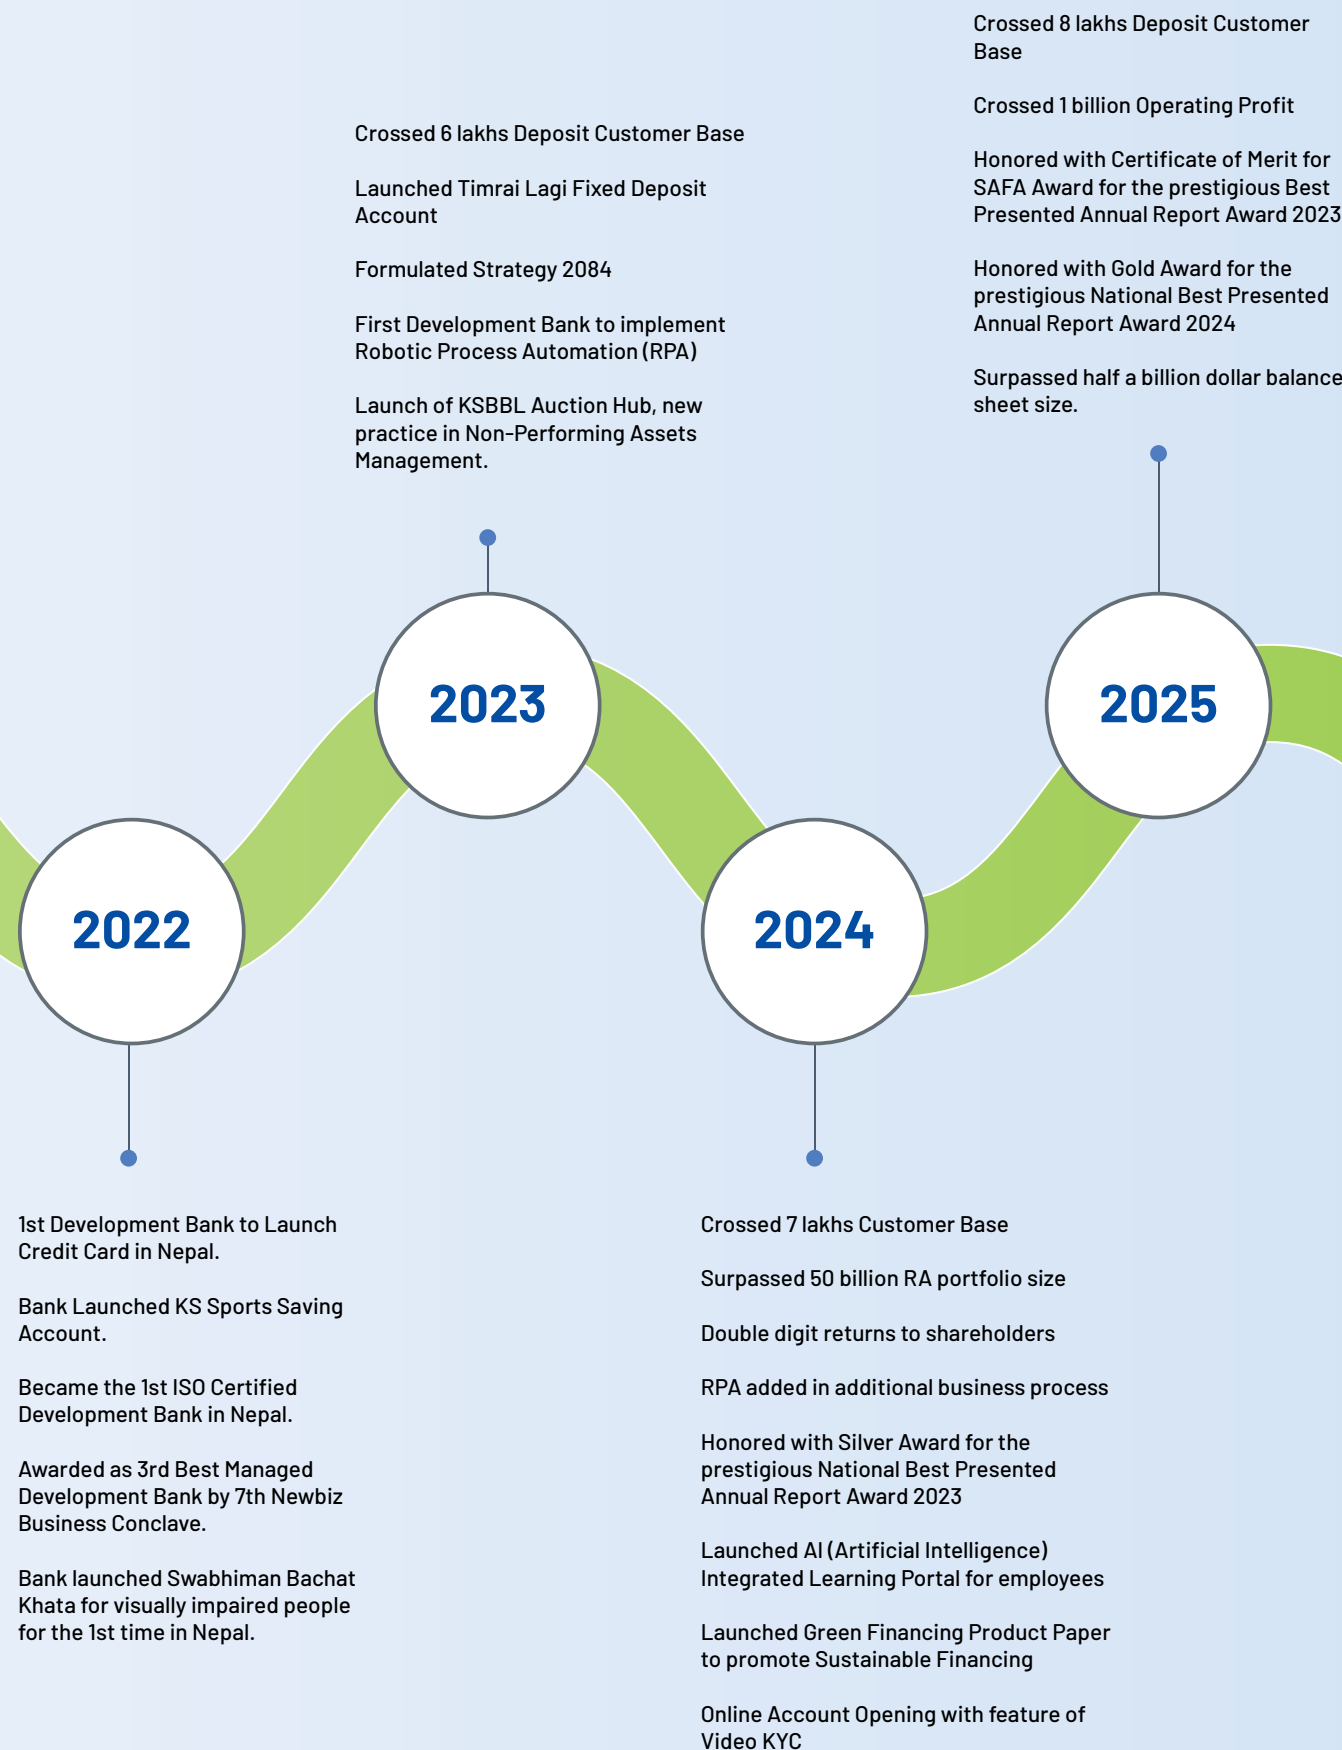 Crossed 6 lakhs Deposit Customer Base
Launched Timrai Lagi Fixed Deposit
Account
Formulated Strategy 2084
First Development Bank to implement
Robotic Process Automation (RPA)
Launch of KSBBL Auction Hub, new
practice in Non-Performing Assets
Management.
Crossed 8 lakhs Deposit Customer
Base
Crossed 1 billion Operating Profit
Honored with Certificate of Merit for
SAFA Award for the prestigious Best
Presented Annual Report Award 2023
Honored with Gold Award for the
prestigious National Best Presented
Annual Report Award 2024
Surpassed half a billion dollar balance
sheet size.
2023
2025
2022
2024
1st Development Bank to Launch
Credit Card in Nepal.
Bank Launched KS Sports Saving
Account.
Became the 1st ISO Certified
Development Bank in Nepal.
Awarded as 3rd Best Managed
Development Bank by 7th Newbiz
Business Conclave.
Bank launched Swabhiman Bachat
Khata for visually impaired people
for the 1st time in Nepal.
Crossed 7 lakhs Customer Base
Surpassed 50 billion RA portfolio size
Double digit returns to shareholders
RPA added in additional business process
Honored with Silver Award for the
prestigious National Best Presented
Annual Report Award 2023
Launched AI (Artificial Intelligence)
Integrated Learning Portal for employees
Launched Green Financing Product Paper
to promote Sustainable Financing
Online Account Opening with feature of
Video KYC